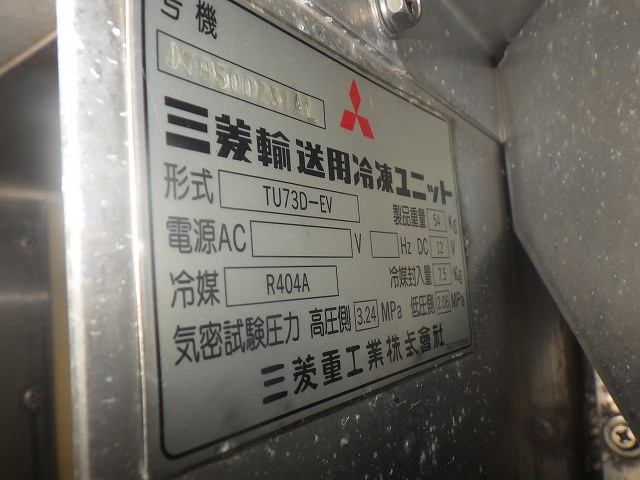 号機
三菱輸送用冷凍ユニット
形式 TU73D-EV 製品重量 54 Kg
電源AC V Hz DC 12 V
冷媒 R404A 冷媒封入量 7.5 Kg
気密試験圧力 高圧側 3.24 MPa 低圧側 2.06 MPa
三菱重工業株式會社